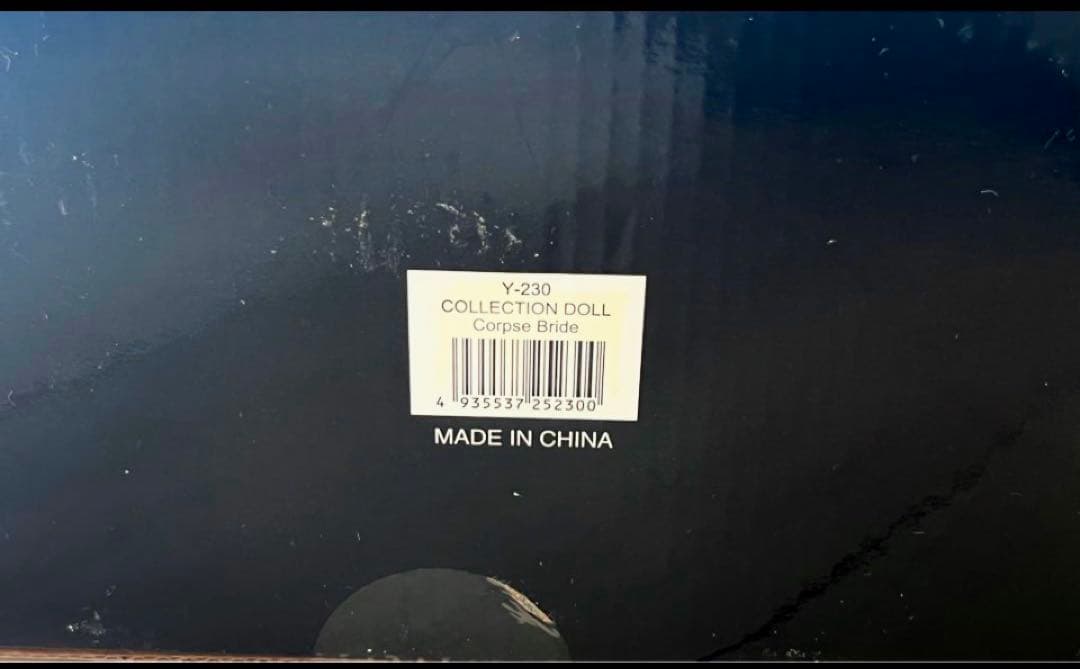 Y-230
COLLECTION DOLL
Corpse Bride
4 935537 252300
MADE IN CHINA